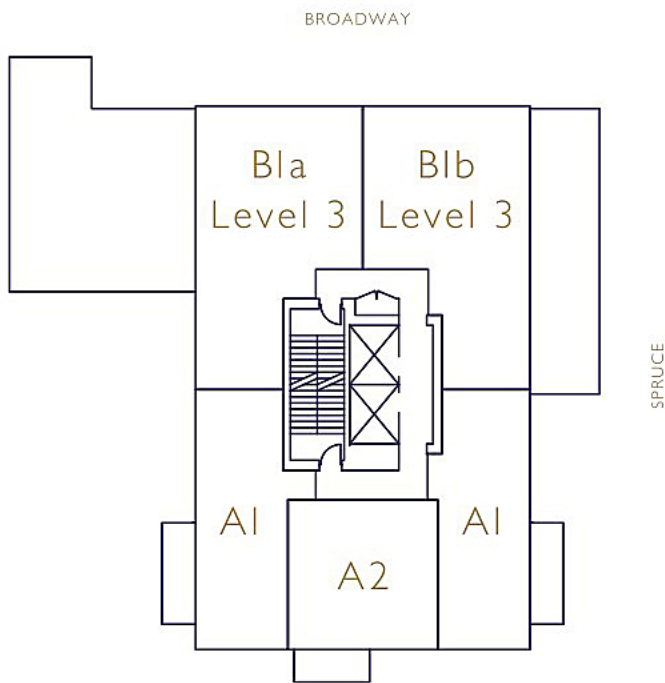 BROADWAY
B1a
Level 3
B1b
Level 3
SPRUCE
A1
A1
A2